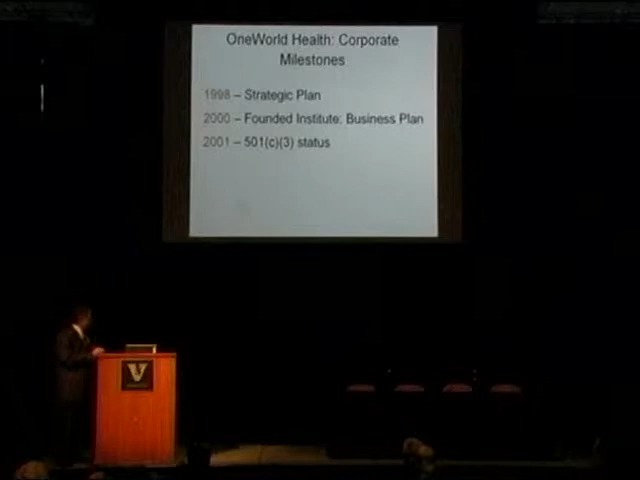 OneWorld Health: Corporate
Milestones
1998 – Strategic Plan
2000 – Founded Institute: Business Plan
2001 – 501(c)(3) status
V